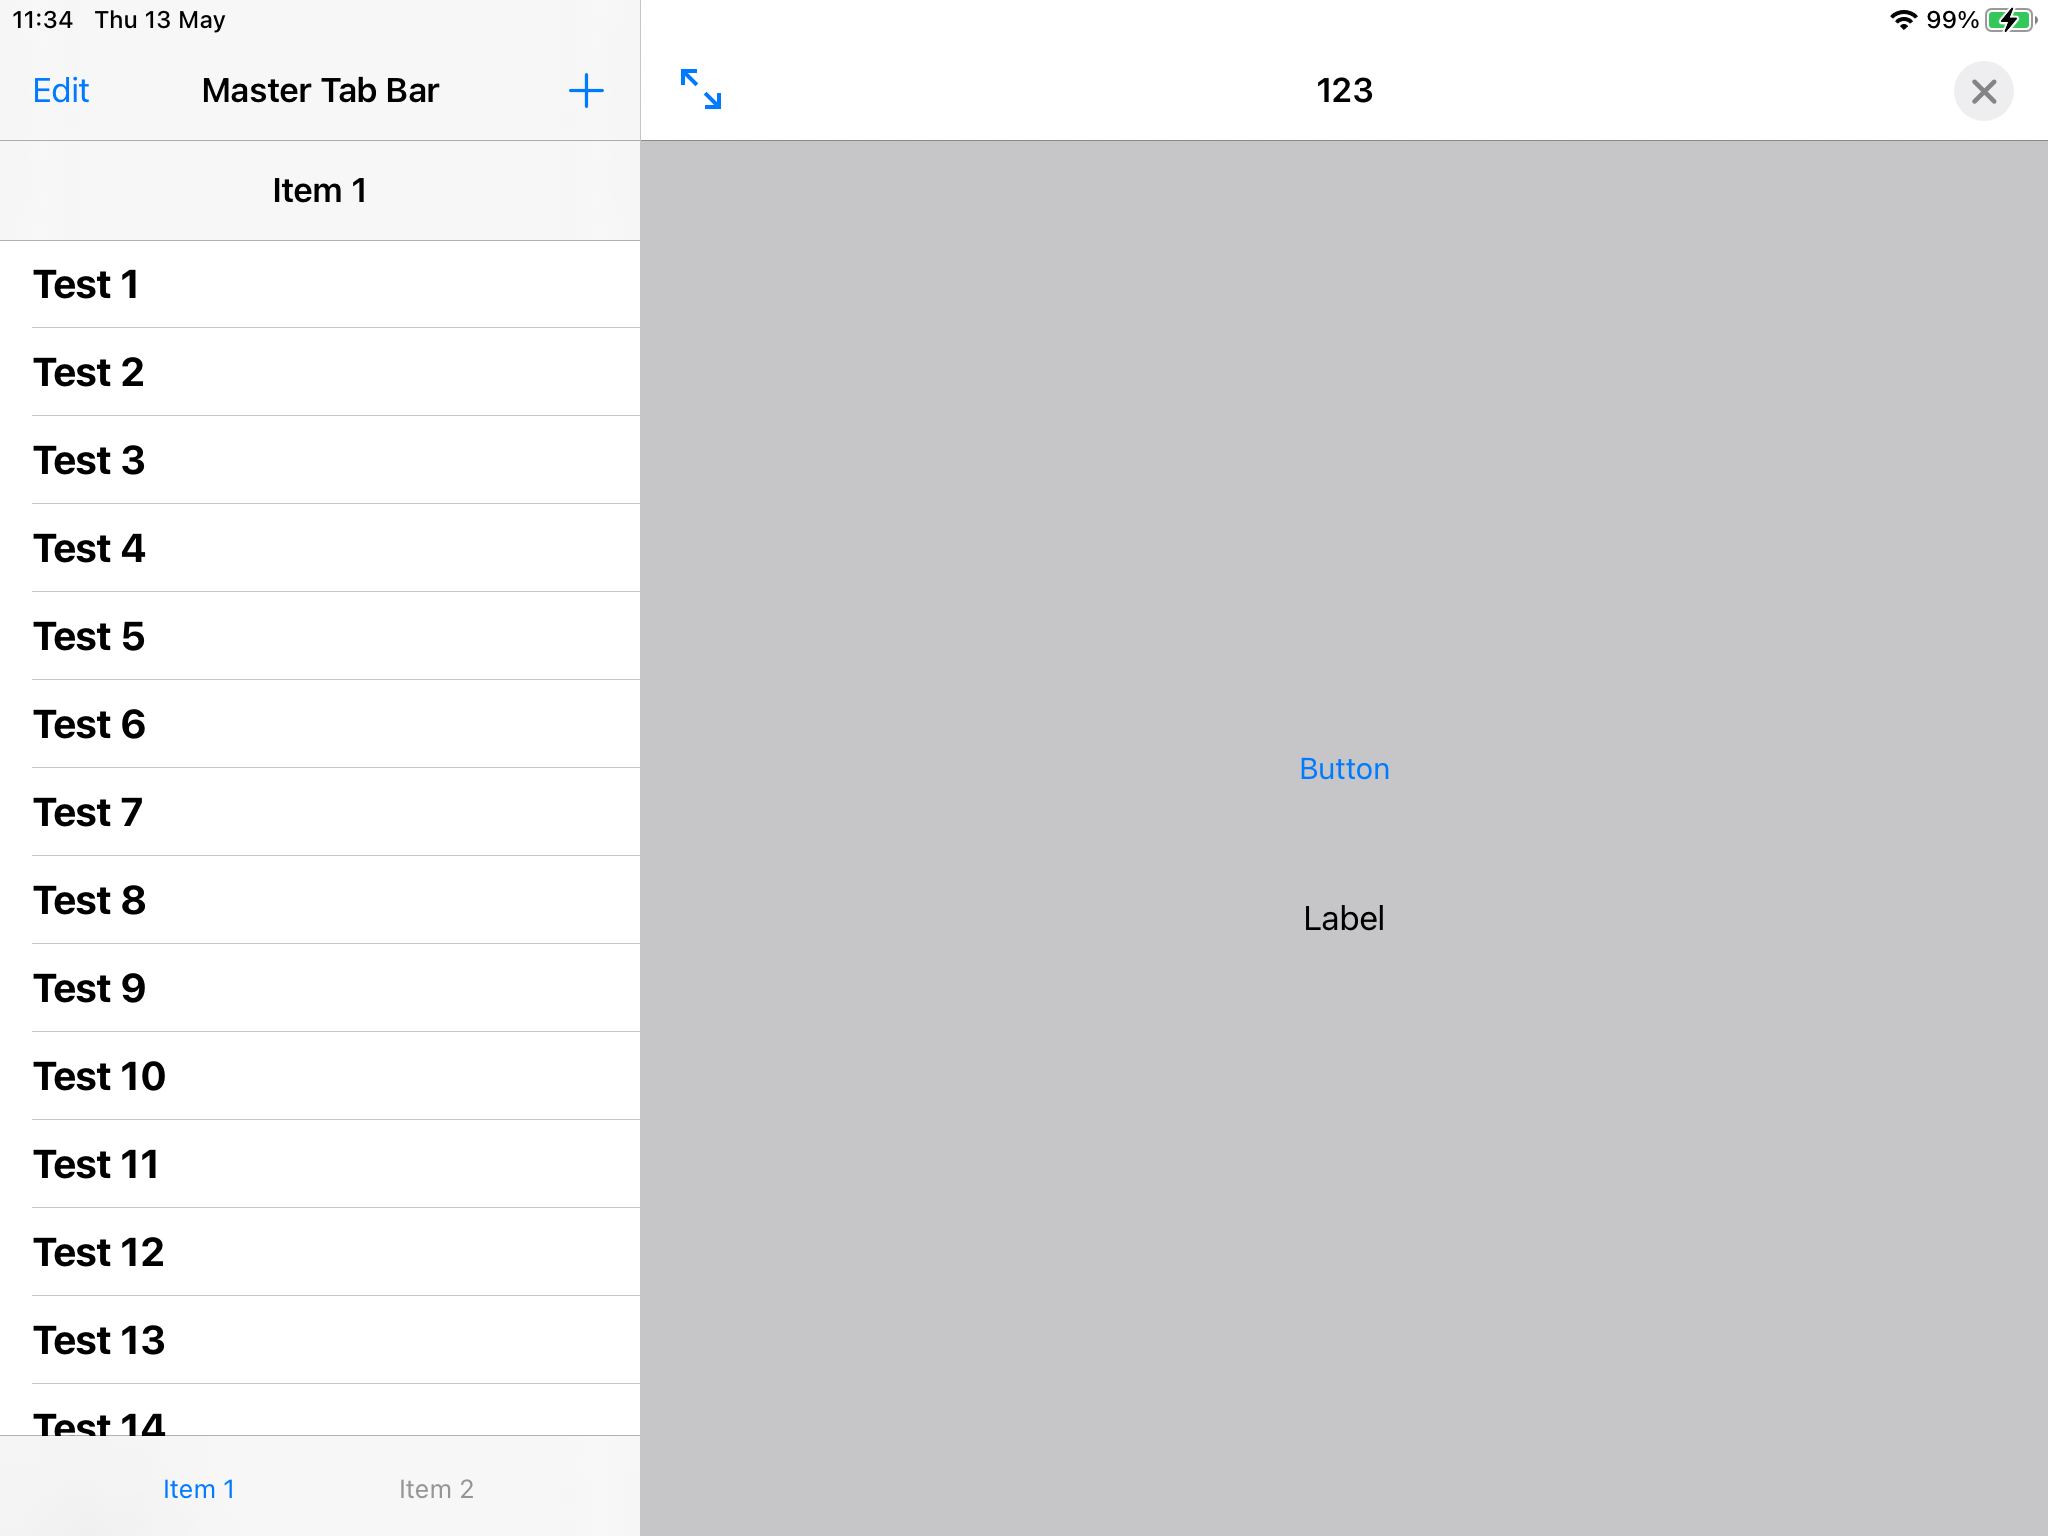 11:34 Thu 13 May
99%
Edit Master Tab Bar
123
Item 1
Test 1
Test 2
Test 3
Test 4
Test 5
Test 6
Test 7
Test 8
Test 9
Test 10
Test 11
Test 12
Test 13
Test 14
Item 1 Item 2
Button
Label